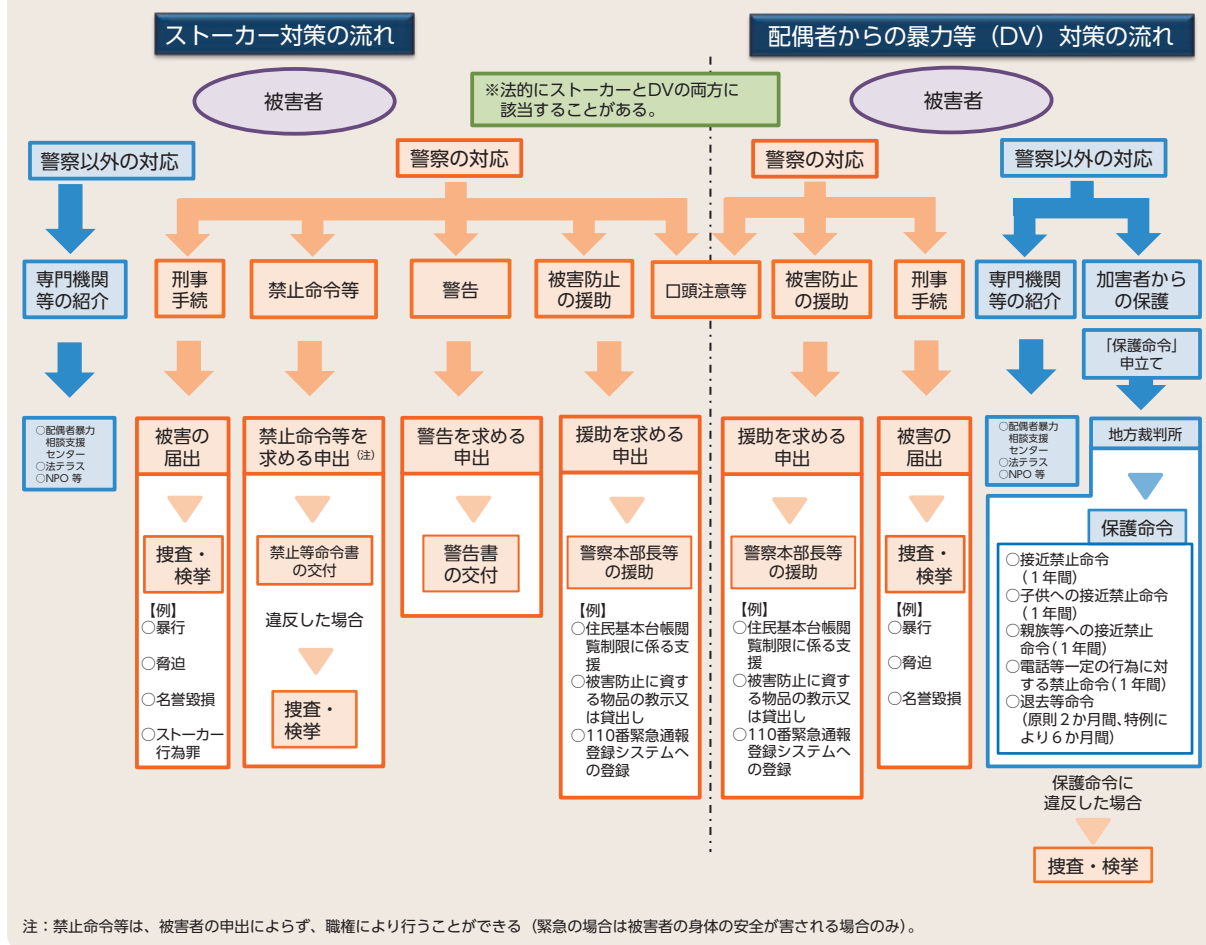 ストーカー対策の流れ
配偶者からの暴力等（DV）対策の流れ
被害者
※法的にストーカーとDVの両方に
該当することがある。
被害者
警察以外の対応
警察の対応
警察の対応
警察以外の対応
専門機関
等の紹介
刑事
手続
禁止命令等
警告
被害防止
の援助
口頭注意等
被害防止
の援助
刑事
手続
専門機関
等の紹介
加害者から
の保護
「保護命令」
申立て
○配偶者暴力
相談支援
センター
○法テラス
○NPO 等
被害の
届出
捜査・
検挙
【例】
○暴行
○脅迫
○名誉毀損
○ストーカー
行為罪
禁止命令等を
求める申出（注）
禁止等命令書
の交付
違反した場合
捜査・
検挙
警告を求める
申出
警告書
の交付
援助を求める
申出
警察本部長等
の援助
【例】
○住民基本台帳閲
覧制限に係る支
援
○被害防止に資す
る物品の教示又
は貸出し
○110番緊急通報
登録システムへ
の登録
援助を求める
申出
警察本部長等
の援助
【例】
○住民基本台帳閲
覧制限に係る支
援
○被害防止に資す
る物品の教示又
は貸出し
○110番緊急通報
登録システムへ
の登録
被害の
届出
捜査・
検挙
【例】
○暴行
○脅迫
○名誉毀損
○配偶者暴力
相談支援
センター
○法テラス
○NPO 等
地方裁判所
保護命令
○接近禁止命令
（1年間）
○子供への接近禁止命令
（1年間）
○親族等への接近禁止
命令（1年間）
○電話等一定の行為に対
する禁止命令（1年間）
○退去等命令
（原則2か月間、特例に
より6か月間）
保護命令に
違反した場合
捜査・検挙
注：禁止命令等は、被害者の申出によらず、職権により行うことができる（緊急の場合は被害者の身体の安全が害される場合のみ）。